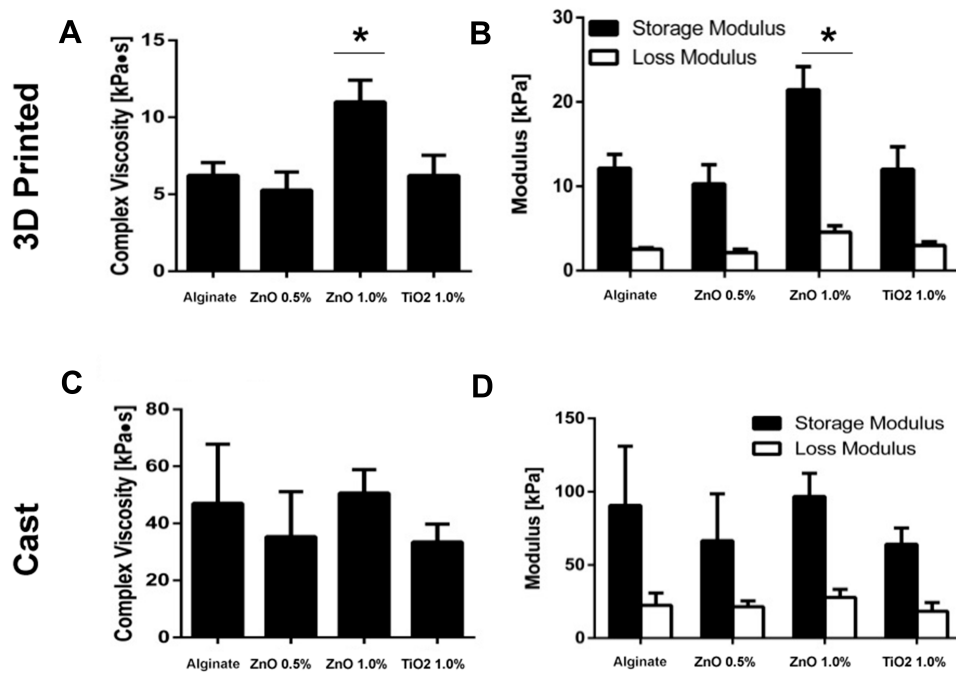 3D Printed
A
Complex Viscosity [kPa•s]
15
10
5
0
*
Alginate ZnO 0.5% ZnO 1.0% TiO2 1.0%
B
Modulus [kPa]
30
20
10
0
Storage Modulus
Loss Modulus
*
Alginate ZnO 0.5% ZnO 1.0% TiO2 1.0%
Cast
C
Complex Viscosity [kPa•s]
80
60
40
20
0
Alginate ZnO 0.5% ZnO 1.0% TiO2 1.0%
D
Modulus [kPa]
150
100
50
0
Storage Modulus
Loss Modulus
Alginate ZnO 0.5% ZnO 1.0% TiO2 1.0%